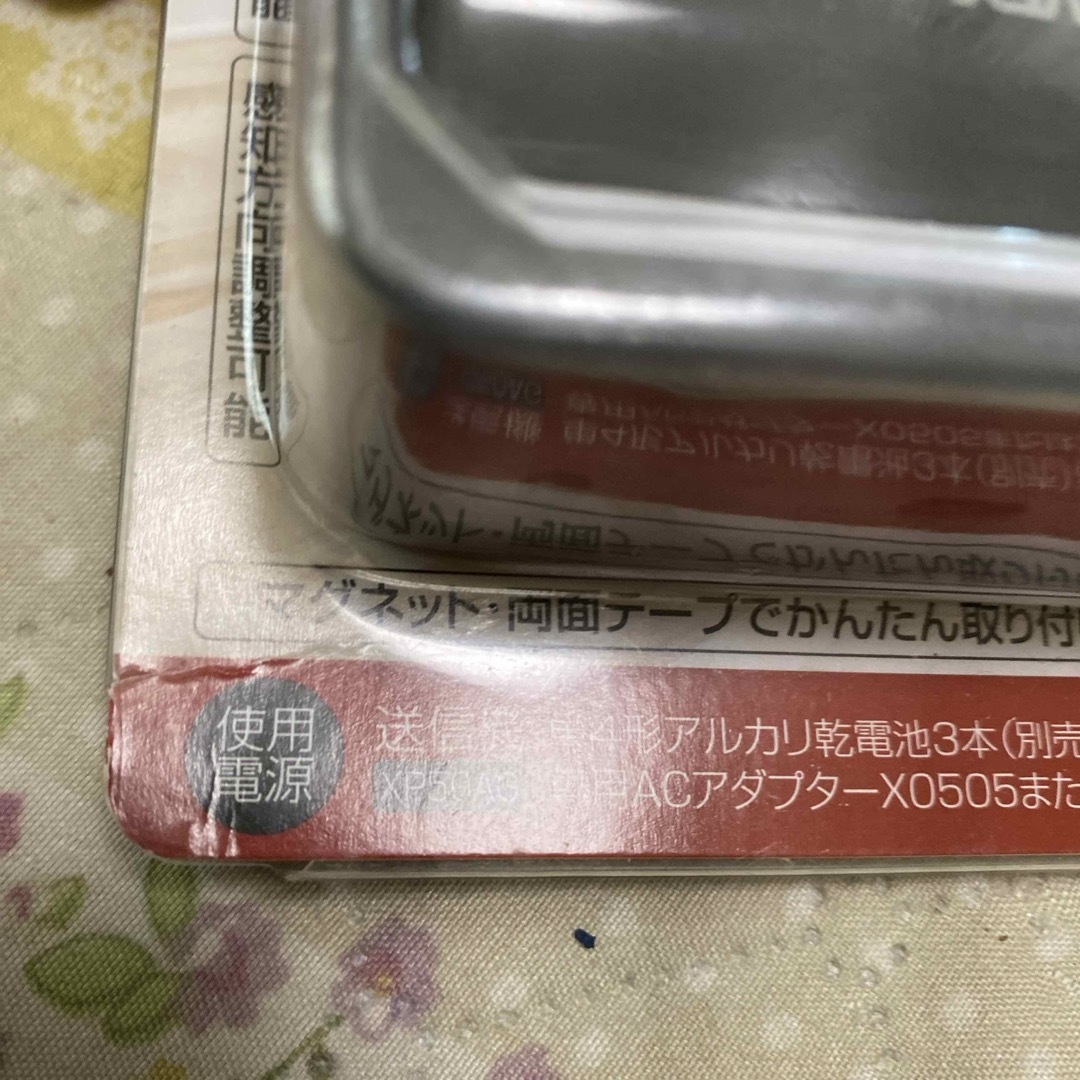 感知方向調整可能
マグネット・両面テープでかんたん取り付
使用
電源
送信 単4形アルカリ乾電池3本(別売
XP50AG 専用ACアダプターX0505また